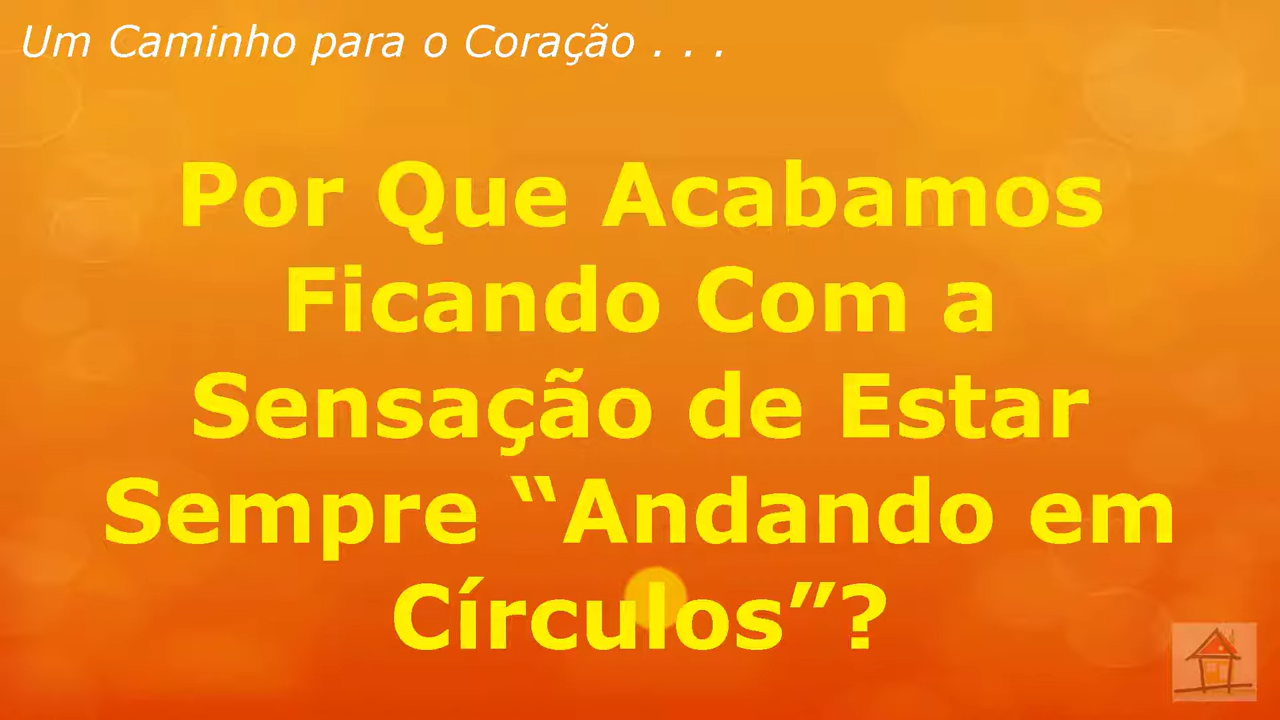 Um Caminho para o Coração . . .
Por Que Acabamos
Ficando Com a
Sensação de Estar
Sempre “Andando em
Círculos”?